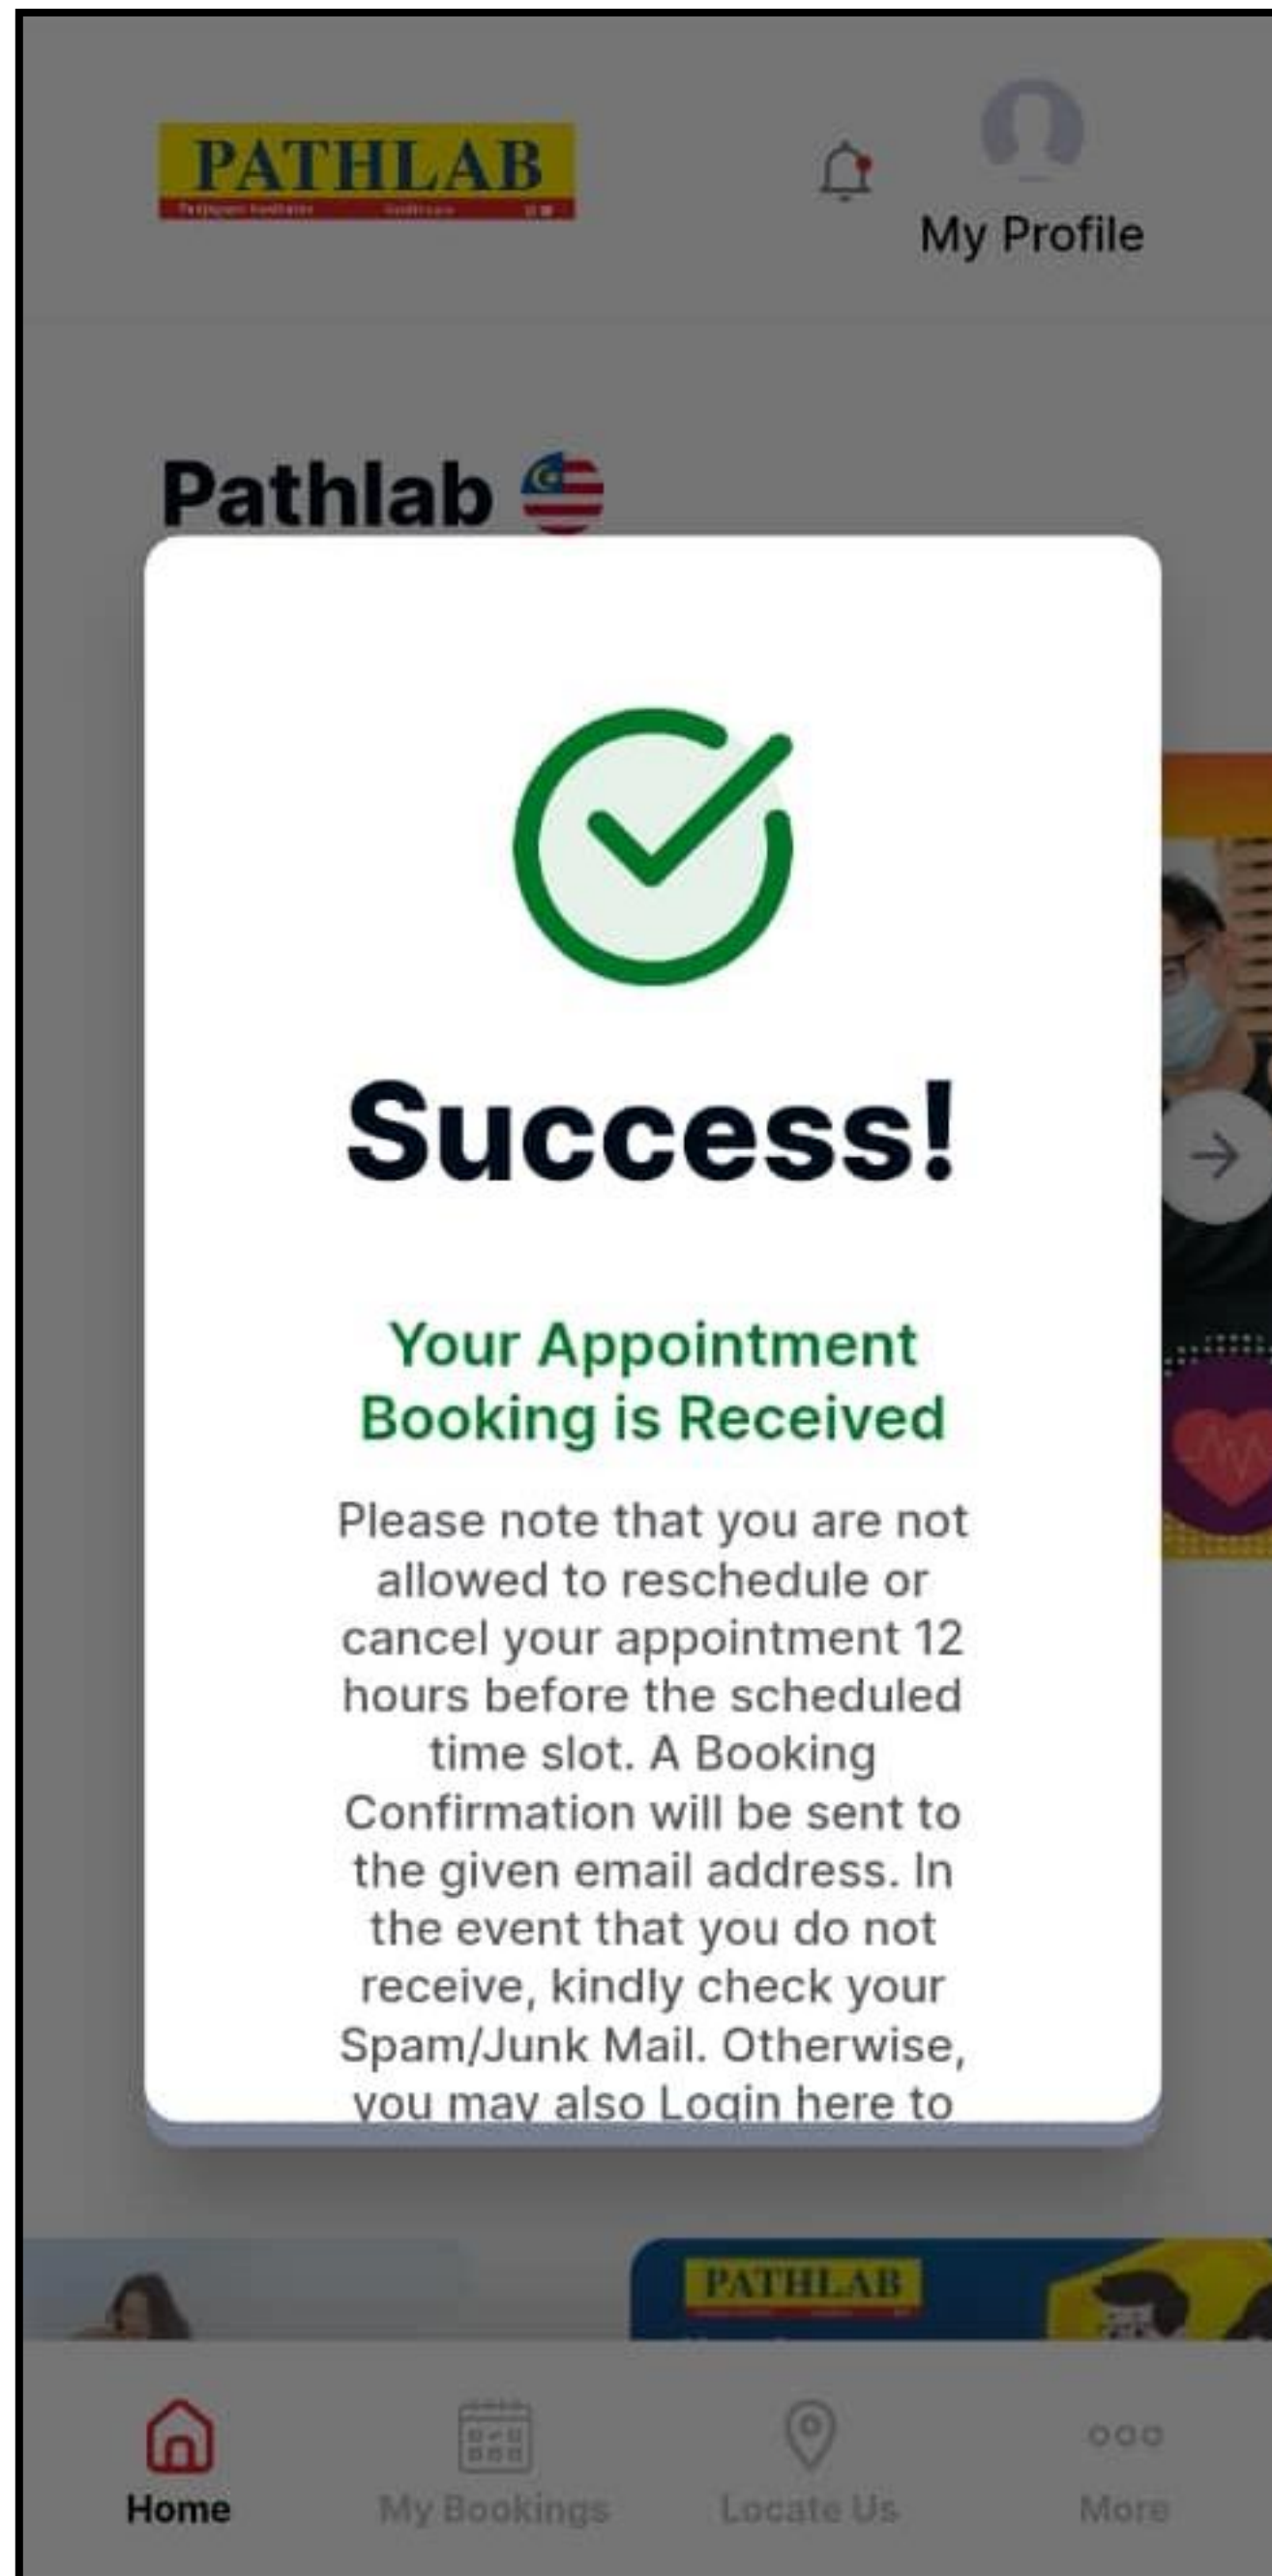 PATHLAB
My Profile
Pathlab
Success!
Your Appointment
Booking is Received
Please note that you are not
allowed to reschedule or
cancel your appointment 12
hours before the scheduled
time slot. A Booking
Confirmation will be sent to
the given email address. In
the event that you do not
receive, kindly check your
Spam/Junk Mail. Otherwise,
you may also Login here to
PATHLAB
Home
My Bookings
Locate Us
More